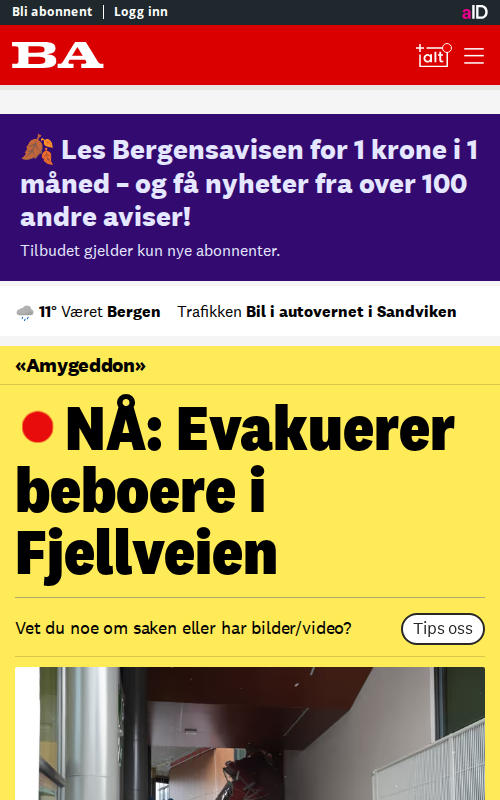 Bli abonnent | Logg inn
aID
BA
+alt
Les Bergensavisen for 1 krone i 1
måned – og få nyheter fra over 100
andre aviser!
Tilbudet gjelder kun nye abonnenter.
11° Været Bergen Trafikken Bil i autovernet i Sandviken
«Amygeddon»
NÅ: Evakuerer
beboere i
Fjellveien
Vet du noe om saken eller har bilder/video?
Tips oss